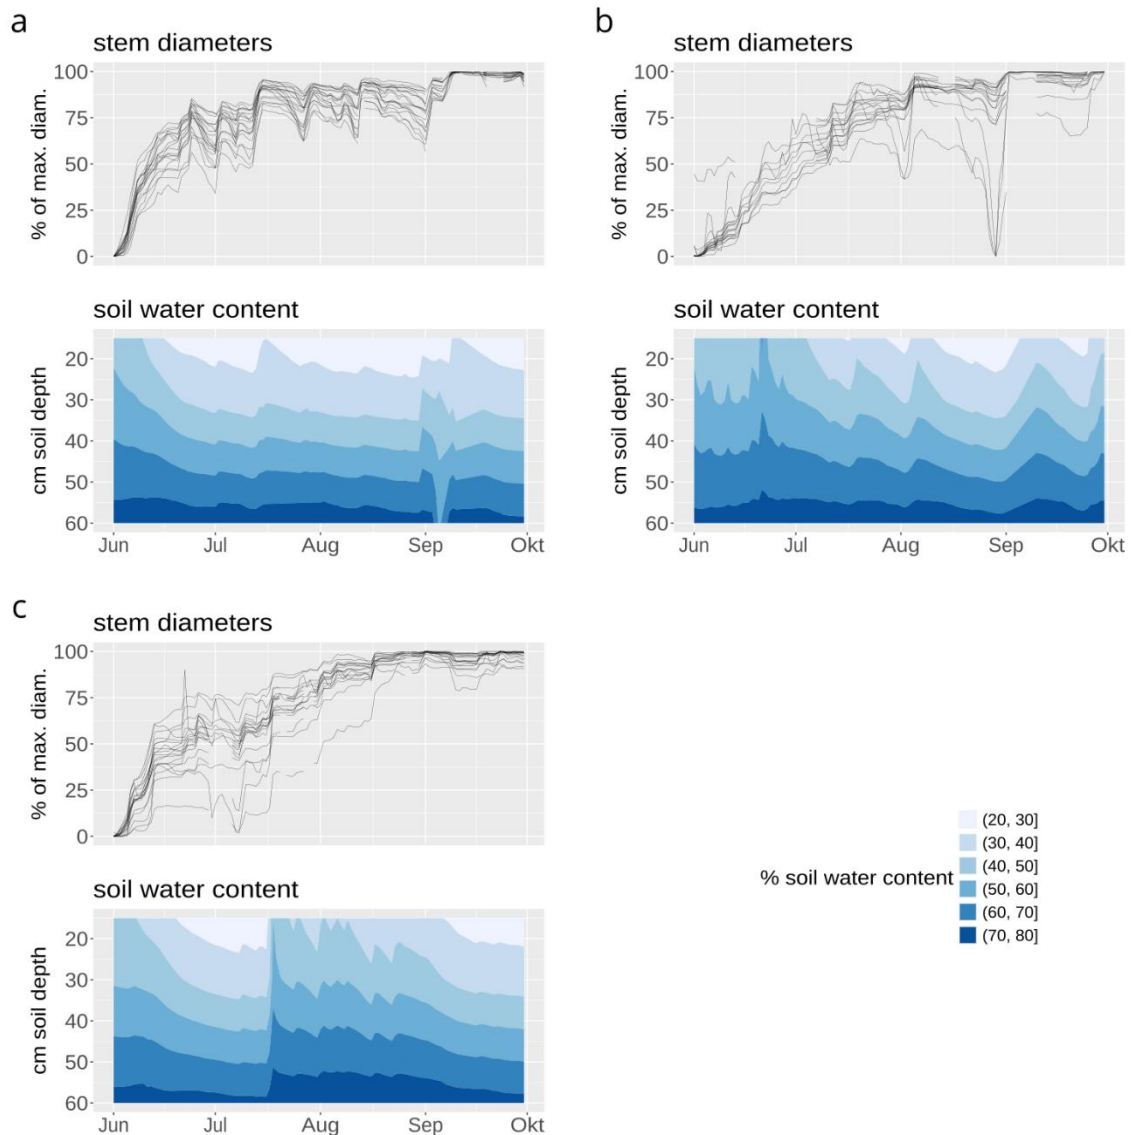 a
stem diameters
% of max. diam.
100
75
50
25
0
soil water content
cm soil depth
20
30
40
50
60
Jun Jul Aug Sep Okt
b
stem diameters
% of max. diam.
100
75
50
25
0
soil water content
cm soil depth
20
30
40
50
60
Jun Jul Aug Sep Okt
c
stem diameters
% of max. diam.
100
75
50
25
0
soil water content
cm soil depth
20
30
40
50
60
Jun Jul Aug Sep Okt
% soil water content
(20, 30]
(30, 40]
(40, 50]
(50, 60]
(60, 70]
(70, 80]